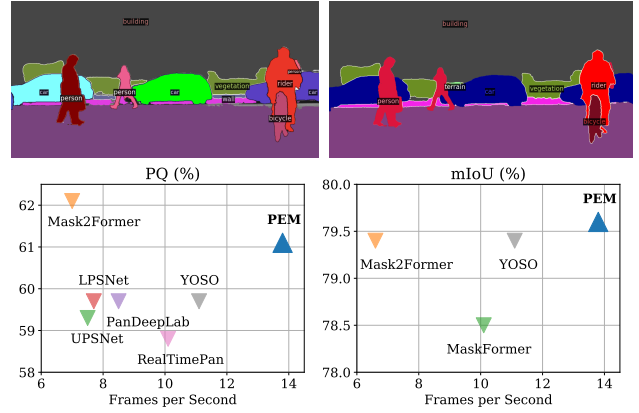 building
person
car
person
car
vegetation
wall
person
rider
car
bicycle
building
person
terrain
car
vegetation
rider
bicycle
PQ (%)
62
61
60
59
58
6
8
10
12
14
Frames per Second
Mask2Former
PEM
LPSNet
YOSO
PanDeepLab
UPSNet
RealTimePan
mIoU (%)
80.0
79.5
79.0
78.5
78.0
6
8
10
12
14
Frames per Second
PEM
Mask2Former
YOSO
MaskFormer